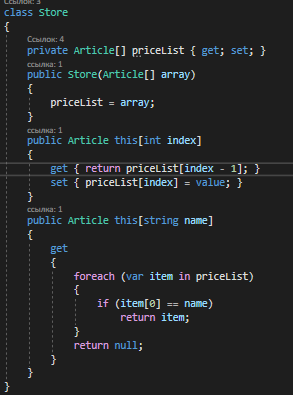 Ссылок: 3
class Store
{
Ссылок: 4
private Article[] priceList { get; set; }
ссылка: 1
public Store(Article[] array)
{
priceList = array;
}
ссылка: 1
public Article this[int index]
{
get { return priceList[index - 1]; }
set { priceList[index] = value; }
}
ссылка: 1
public Article this[string name]
{
get
{
foreach (var item in priceList)
{
if (item[0] == name)
return item;
}
return null;
}
}
}